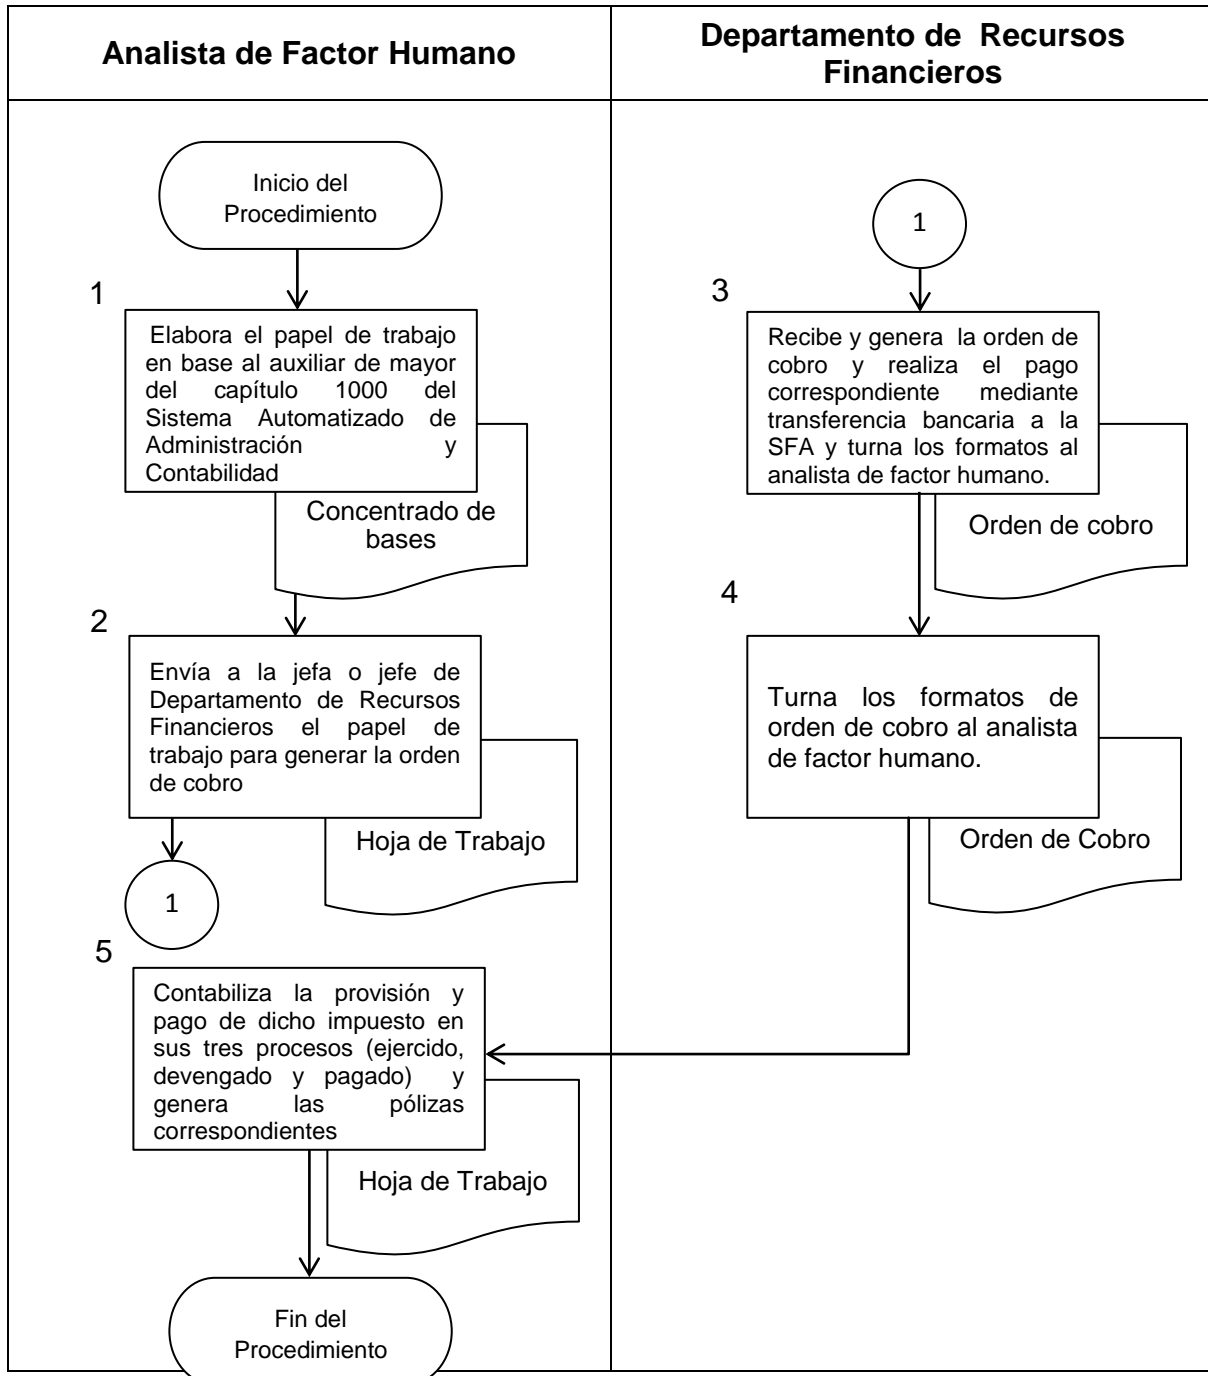 Analista de Factor Humano
Departamento de Recursos
Financieros
Inicio del
Procedimiento
1
Elabora el papel de trabajo
en base al auxiliar de mayor
del capítulo 1000 del
Sistema Automatizado de
Administración y
Contabilidad
Concentrado de
bases
2
Envía a la jefa o jefe de
Departamento de Recursos
Financieros el papel de
trabajo para generar la orden
de cobro
Hoja de Trabajo
1
1
3
Recibe y genera la orden de
cobro y realiza el pago
correspondiente mediante
transferencia bancaria a la
SFA y turna los formatos al
analista de factor humano.
Orden de cobro
4
Turna los formatos de
orden de cobro al analista
de factor humano.
Orden de Cobro
5
Contabiliza la provisión y
pago de dicho impuesto en
sus tres procesos (ejercido,
devengado y pagado) y
genera las pólizas
correspondientes
Hoja de Trabajo
Fin del
Procedimiento